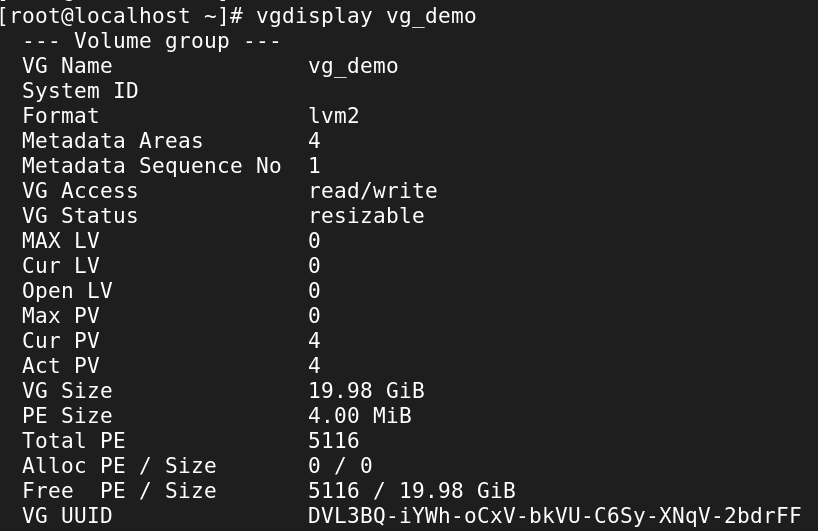 [root@localhost ~]# vgdisplay vg_demo
--- Volume group ---
VG Name vg_demo
System ID
Format lvm2
Metadata Areas 4
Metadata Sequence No 1
VG Access read/write
VG Status resizable
MAX LV 0
Cur LV 0
Open LV 0
Max PV 0
Cur PV 4
Act PV 4
VG Size 19.98 GiB
PE Size 4.00 MiB
Total PE 5116
Alloc PE / Size 0 / 0
Free PE / Size 5116 / 19.98 GiB
VG UUID DVL3BQ-iYWh-oCxV-bkVU-C6Sy-XNqV-2bdrFF